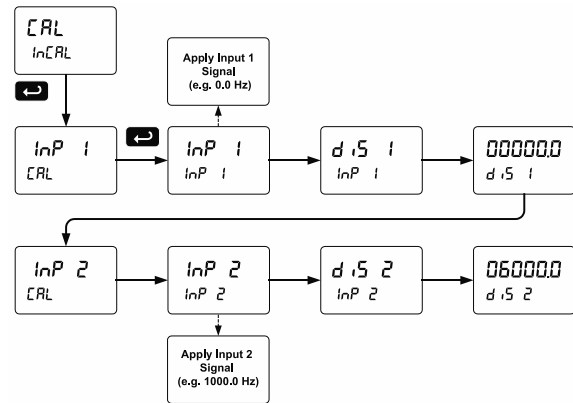 CAL
InCAL
Apply Input 1
Signal
(e.g. 0.0 Hz)
InP 1
CAL
InP 1
InP 1
diS 1
InP 1
00000.0
diS 1
InP 2
CAL
InP 2
InP 2
diS 2
InP 2
06000.0
diS 2
Apply Input 2
Signal
(e.g. 1000.0 Hz)